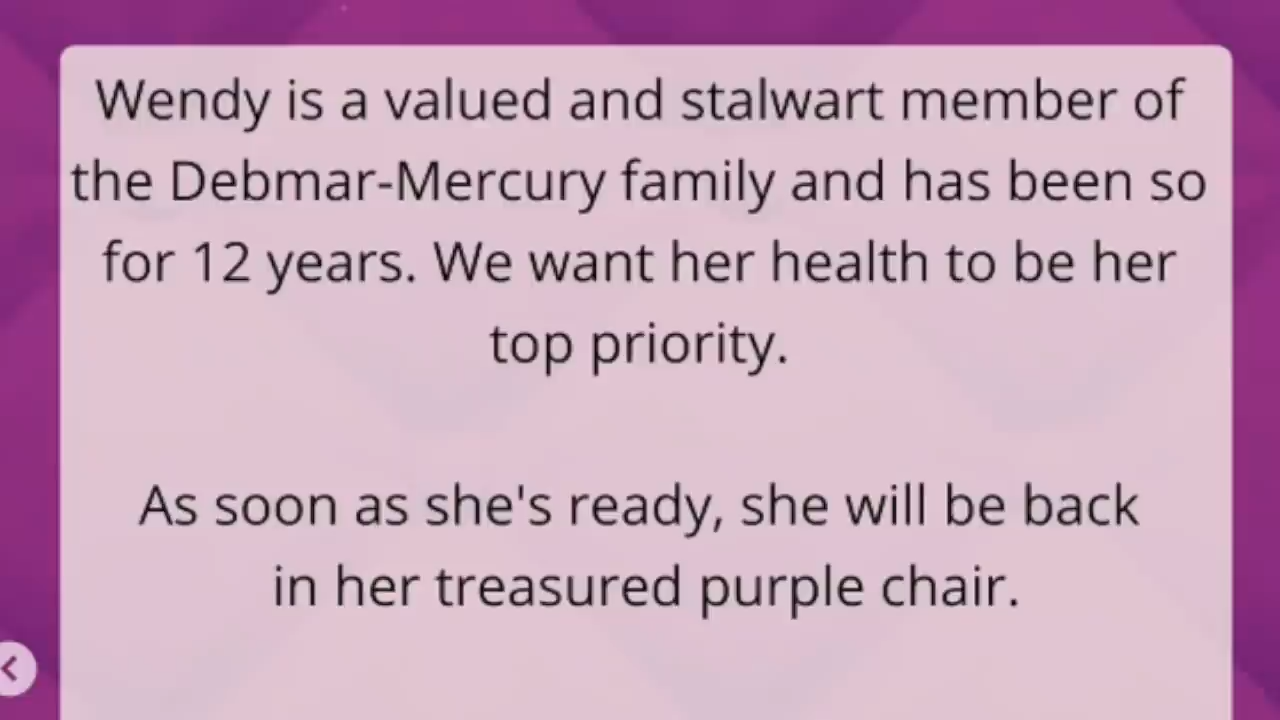 Wendy is a valued and stalwart member of
the Debmar-Mercury family and has been so
for 12 years. We want her health to be her
top priority.
As soon as she's ready, she will be back
in her treasured purple chair.